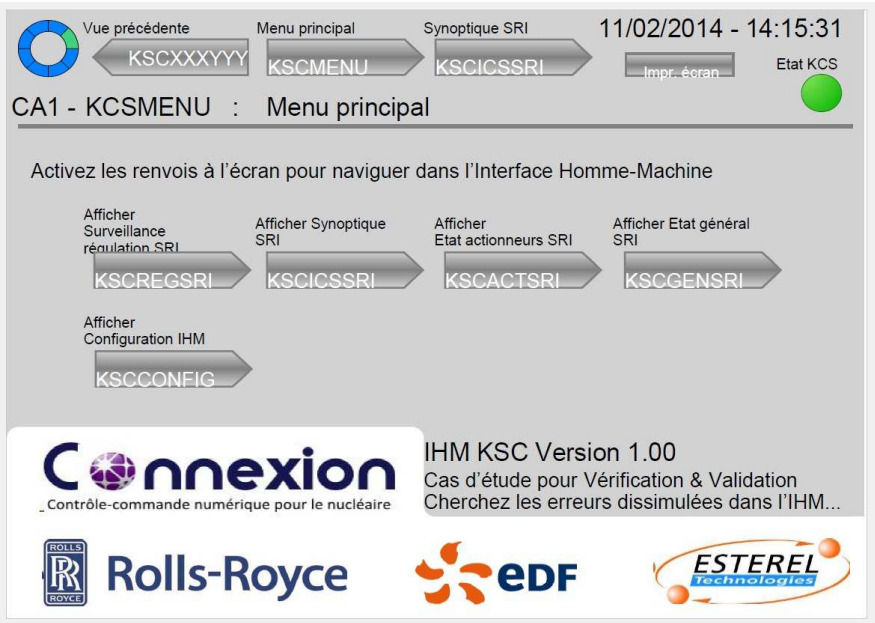 Vue précédente
Menu principal
Synoptique SRI
11/02/2014 - 14:15:31
KSCXXXYYY
KSCMENU
KSCICSSRI
Impr. écran
Etat KCS
CA1 - KCSMENU : Menu principal
Activez les renvois à l'écran pour naviguer dans l'Interface Homme-Machine
Afficher
Surveillance
régulation SRI
KSCREGSRI
Afficher Synoptique
SRI
KSCICSSRI
Afficher
Etat actionneurs SRI
KSCACTSRI
Afficher Etat général
SRI
KSCGENSRI
Afficher
Configuration IHM
KSCCONFIG
Connexion
Contrôle-commande numérique pour le nucléaire
IHM KSC Version 1.00
Cas d'étude pour Vérification & Validation
Cherchez les erreurs dissimulées dans l'IHM...
ROLLS
RR
ROYCE
Rolls-Royce
eDF
ESTEREL
Technologies